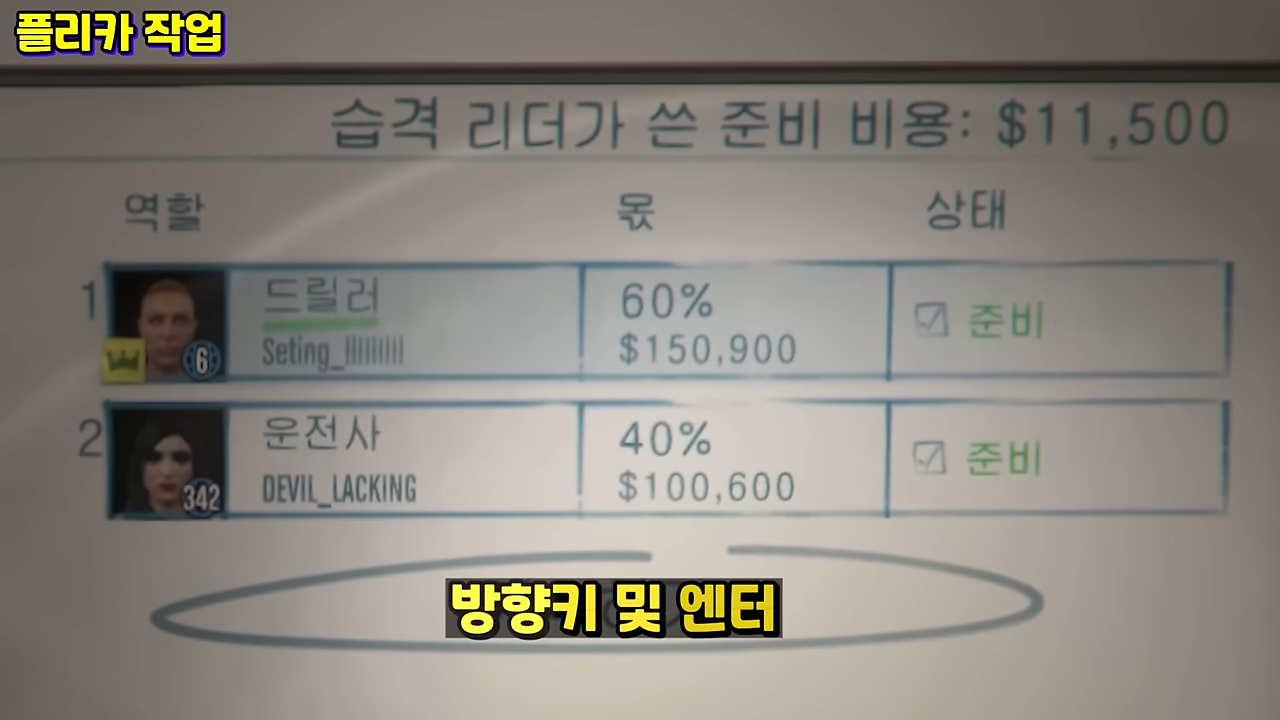 플리카 작업
습격 리더가 쓴 준비 비용: $11,500
역할 몫 상태
1 드릴러 60% 준비
6 Seting_llllllllll $150,900
2 운전사 40% 준비
342 DEVIL_LACKING $100,600
방향키 및 엔터